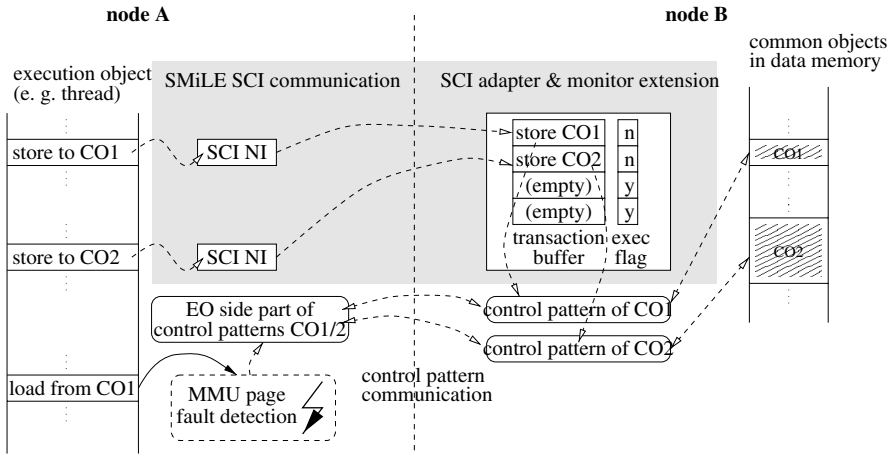 node A
node B
common objects
in data memory
execution object
(e. g. thread)
SMiLE SCI communication
SCI adapter & monitor extension
store to CO1
SCI NI
store CO1
n
CO1
store CO2
n
(empty)
y
(empty)
y
store to CO2
SCI NI
transaction
buffer
exec
flag
CO2
EO side part of
control patterns CO1/2
control pattern of CO1
control pattern of CO2
load from CO1
MMU page
fault detection
control pattern
communication